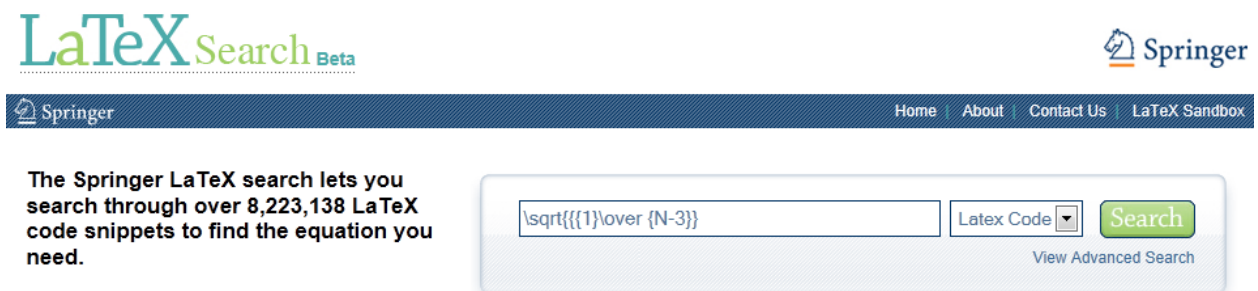 LaTeX Search Beta
Springer
Springer
Home | About | Contact Us | LaTeX Sandbox
The Springer LaTeX search lets you
search through over 8,223,138 LaTeX
code snippets to find the equation you
need.
\sqrt{{{1}\over {N-3}}
Latex Code
Search
View Advanced Search